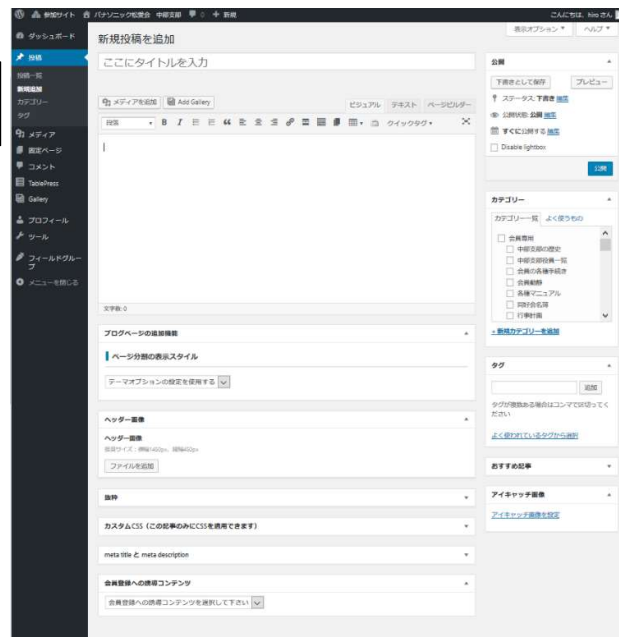 参加サイト パナソニック松愛会 中部支部 0 + 新規
こんにちは、hiro さん
表示オプション ▼ ヘルプ ▼
ダッシュボード
投稿
投稿一覧
新規追加
カテゴリー
タグ
メディア
固定ページ
コメント
TablePress
Gallery
プロフィール
ツール
フィールドグループ
メニューを閉じる
新規投稿を追加
ここにタイトルを入力
メディアを追加 Add Gallery
ビジュアル テキスト ページビルダー
段落 B I クイックタグ
文字数: 0
ブログページの追加機能
ページ分割の表示スタイル
テーマオプションの設定を使用する
ヘッダー画像
ヘッダー画像
ファイルを追加
抜粋
カスタムCSS(この記事のみにCSSを適用できます)
meta title と meta description
会員登録への誘導コンテンツ
会員登録への誘導コンテンツを選択して下さい
公開
下書きとして保存 プレビュー
ステータス: 下書き 編集
公開状態: 公開 編集
すぐに公開する 編集
Disable lightbox
公開
カテゴリー
カテゴリー一覧 よく使うもの
会員専用
中部支部の歴史
中部支部役員一覧
会員の各種手続き
会員動静
各種マニュアル
同好会名簿
行事計画
+ 新規カテゴリーを追加
タグ
追加
タグが複数ある場合はコンマで区切ってください
よく使われているタグから選択
おすすめ記事
アイキャッチ画像
アイキャッチ画像を設定